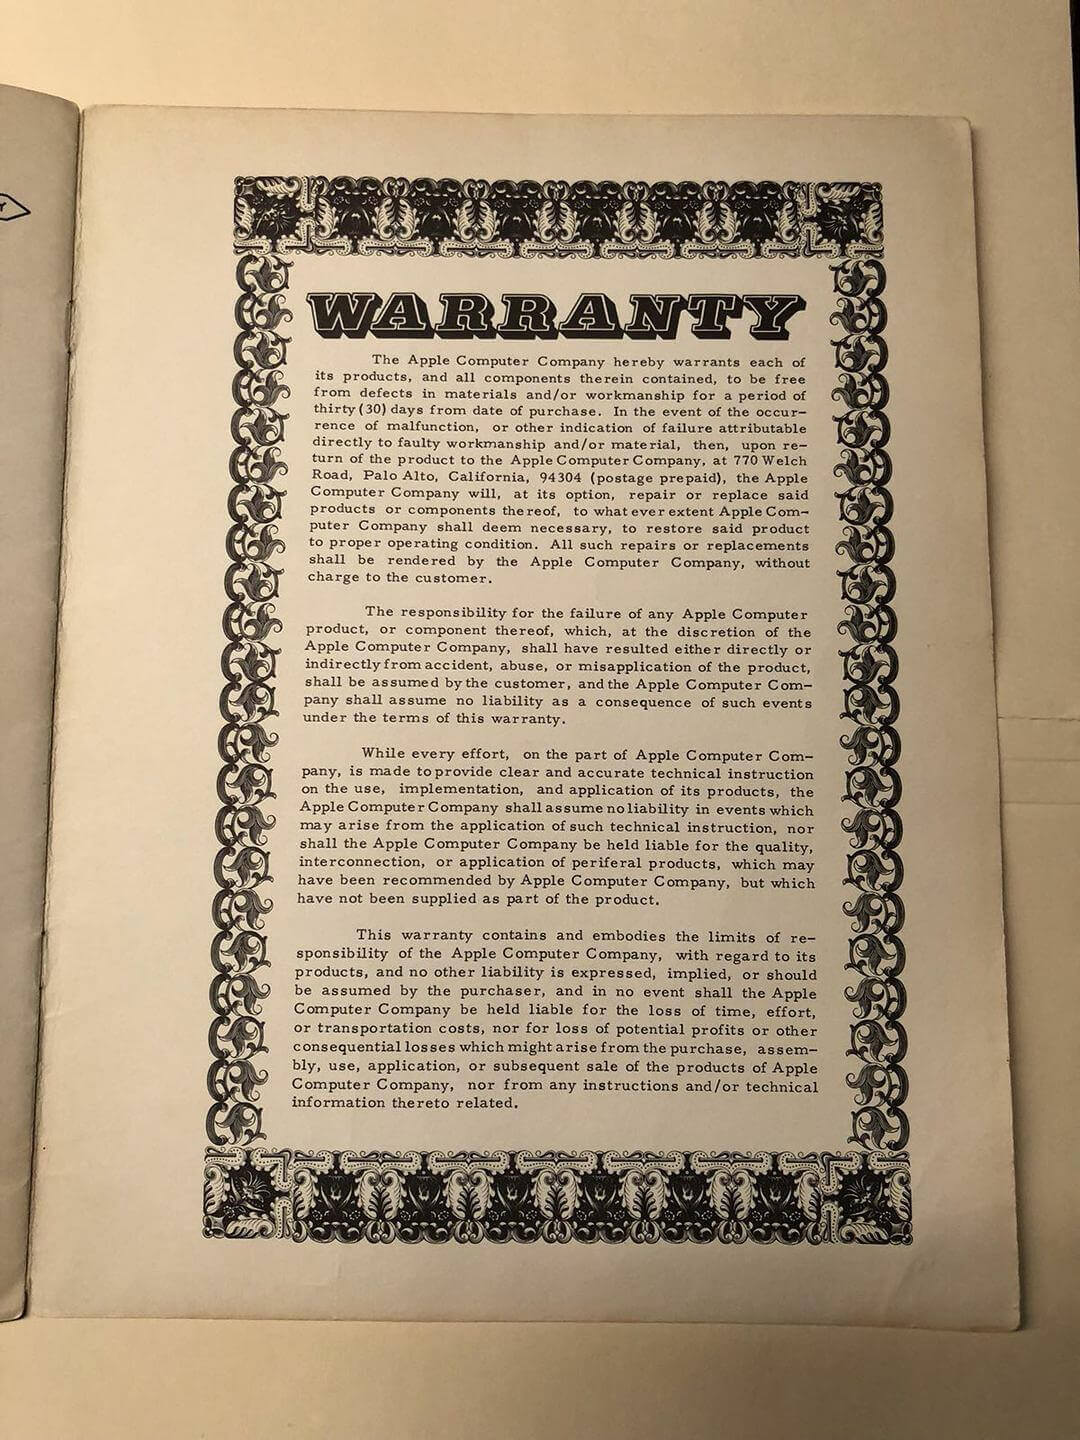 WARRANTY
The Apple Computer Company hereby warrants each of
its products, and all components therein contained, to be free
from defects in materials and/or workmanship for a period of
thirty (30) days from date of purchase. In the event of the occur-
rence of malfunction, or other indication of failure attributable
directly to faulty workmanship and/or material, then, upon re-
turn of the product to the Apple Computer Company, at 770 Welch
Road, Palo Alto, California, 94304 (postage prepaid), the Apple
Computer Company will, at its option, repair or replace said
products or components thereof, to what ever extent Apple Com-
puter Company shall deem necessary, to restore said product
to proper operating condition. All such repairs or replacements
shall be rendered by the Apple Computer Company, without
charge to the customer.
The responsibility for the failure of any Apple Computer
product, or component thereof, which, at the discretion of the
Apple Computer Company, shall have resulted either directly or
indirectly from accident, abuse, or misapplication of the product,
shall be assumed by the customer, and the Apple Computer Com-
pany shall assume no liability as a consequence of such events
under the terms of this warranty.
While every effort, on the part of Apple Computer Com-
pany, is made to provide clear and accurate technical instruction
on the use, implementation, and application of its products, the
Apple Computer Company shall assume no liability in events which
may arise from the application of such technical instruction, nor
shall the Apple Computer Company be held liable for the quality,
interconnection, or application of periferal products, which may
have been recommended by Apple Computer Company, but which
have not been supplied as part of the product.
This warranty contains and embodies the limits of re-
sponsibility of the Apple Computer Company, with regard to its
products, and no other liability is expressed, implied, or should
be assumed by the purchaser, and in no event shall the Apple
Computer Company be held liable for the loss of time, effort,
or transportation costs, nor for loss of potential profits or other
consequential losses which might arise from the purchase, assem-
bly, use, application, or subsequent sale of the products of Apple
Computer Company, nor from any instructions and/or technical
information thereto related.